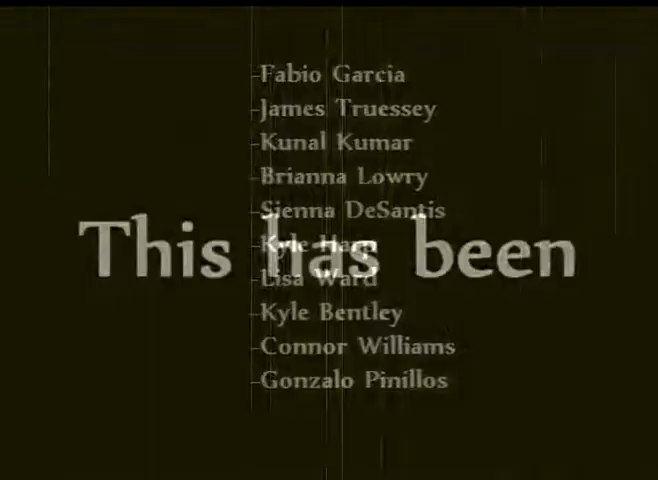 -Fabio Garcia
-James Truessey
-Kunal Kumar
-Brianna Lowry
-Sienna DeSantis
-Kyle
This has been
-Lisa Ward
-Kyle Bentley
-Connor Williams
-Gonzalo Pinillos